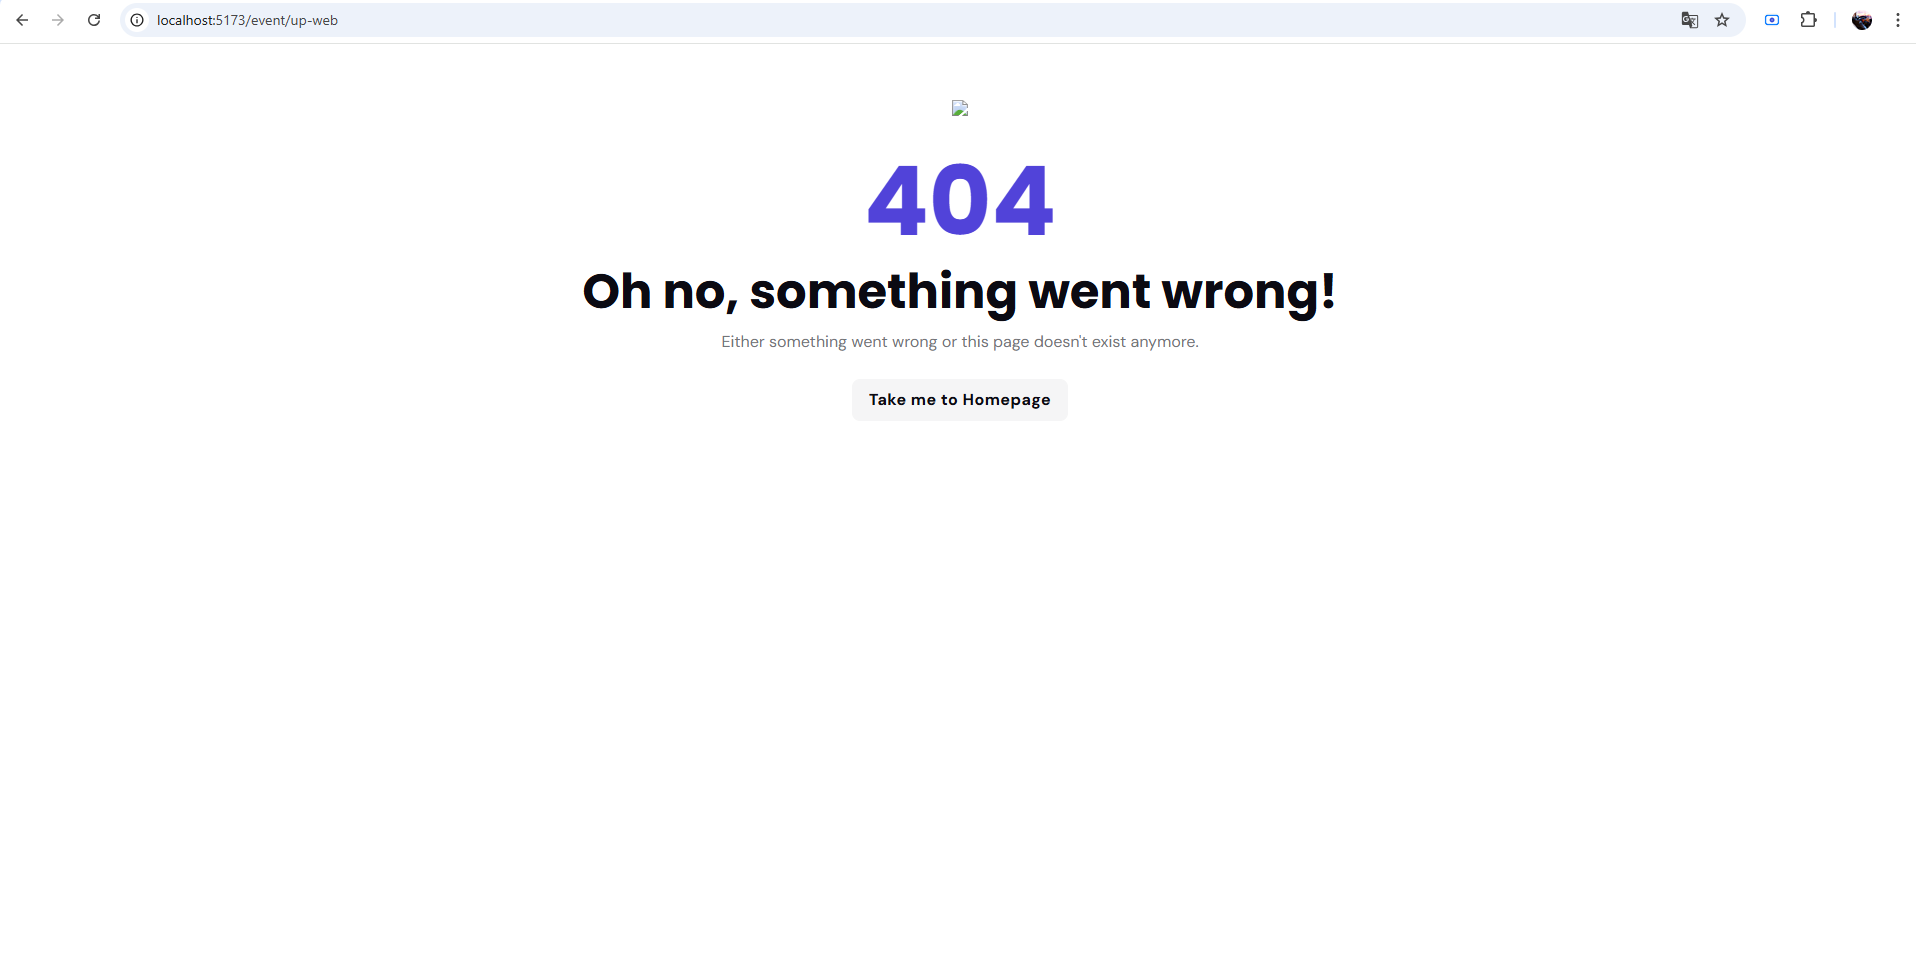 localhost:5173/event/up-web
404
Oh no, something went wrong!
Either something went wrong or this page doesn't exist anymore.
Take me to Homepage